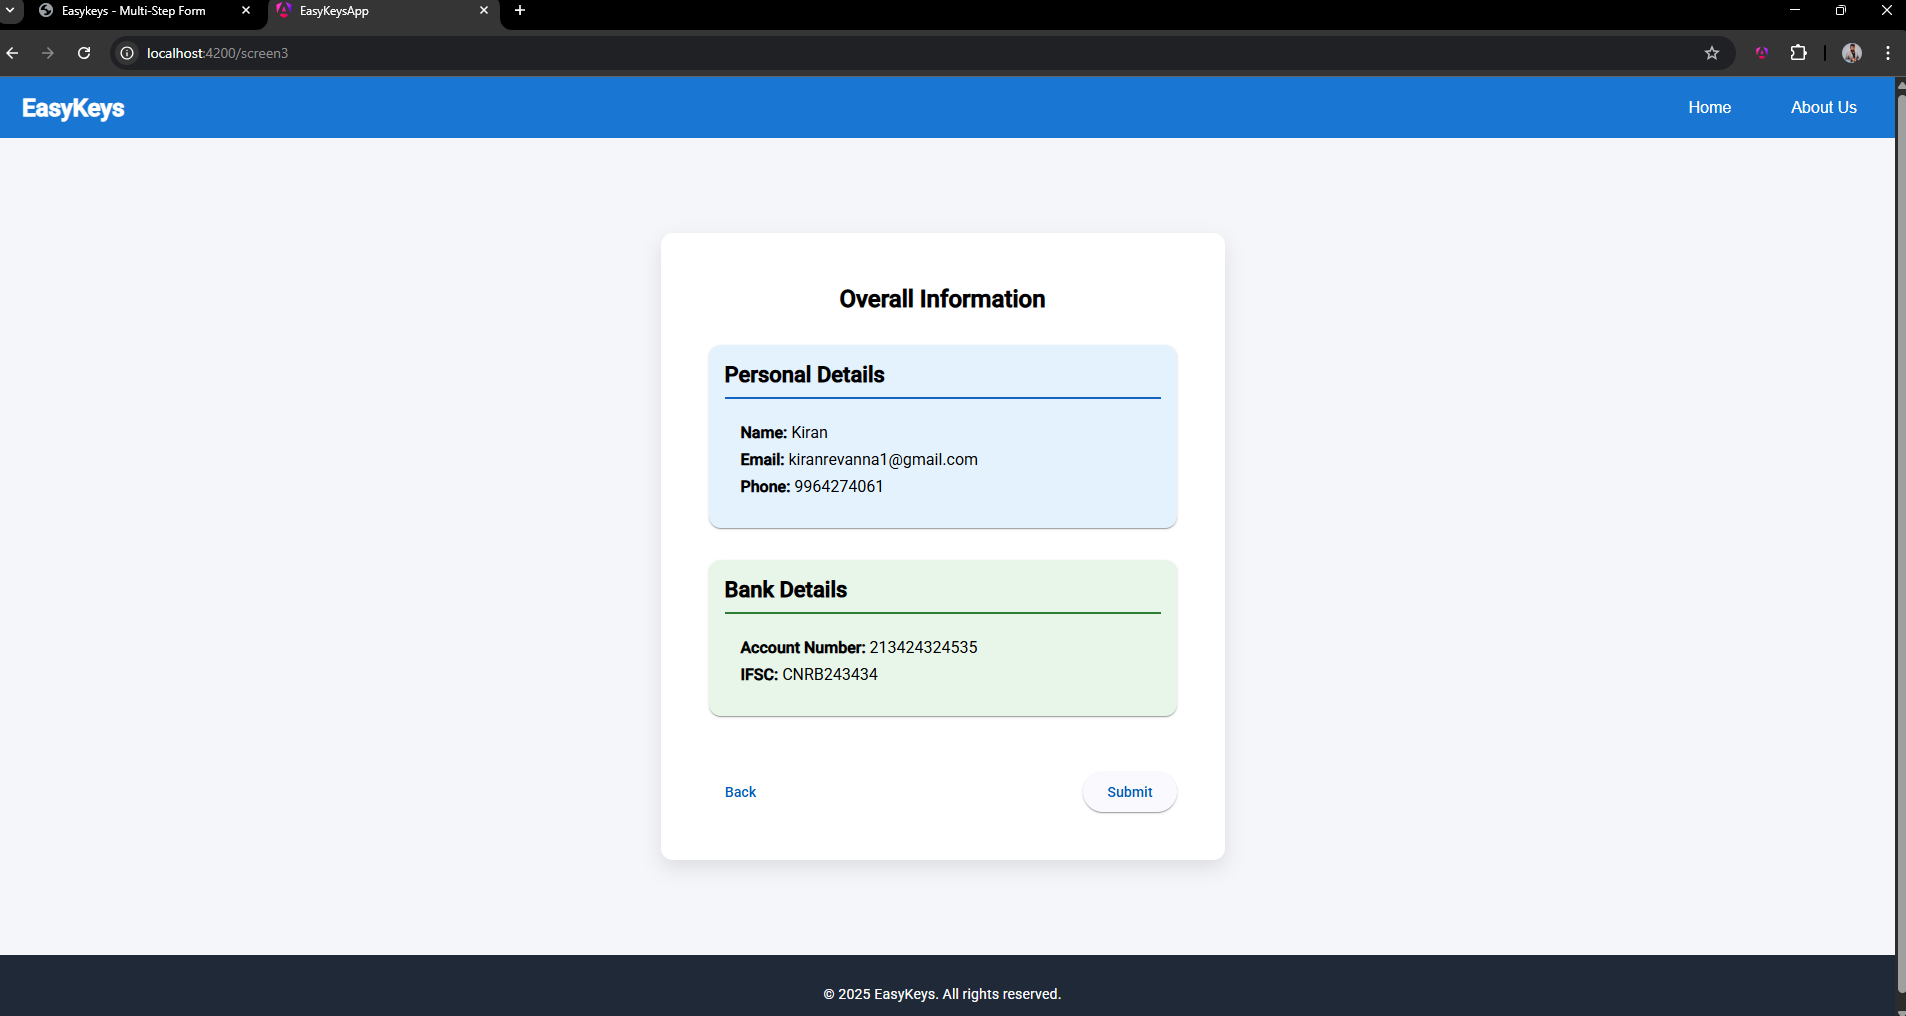 Easykeys - Multi-Step Form
EasyKeysApp
localhost:4200/screen3
EasyKeys
Home
About Us
Overall Information
Personal Details
Name: Kiran
Email: kiranrevanna1@gmail.com
Phone: 9964274061
Bank Details
Account Number: 213424324535
IFSC: CNRB243434
Back
Submit
© 2025 EasyKeys. All rights reserved.